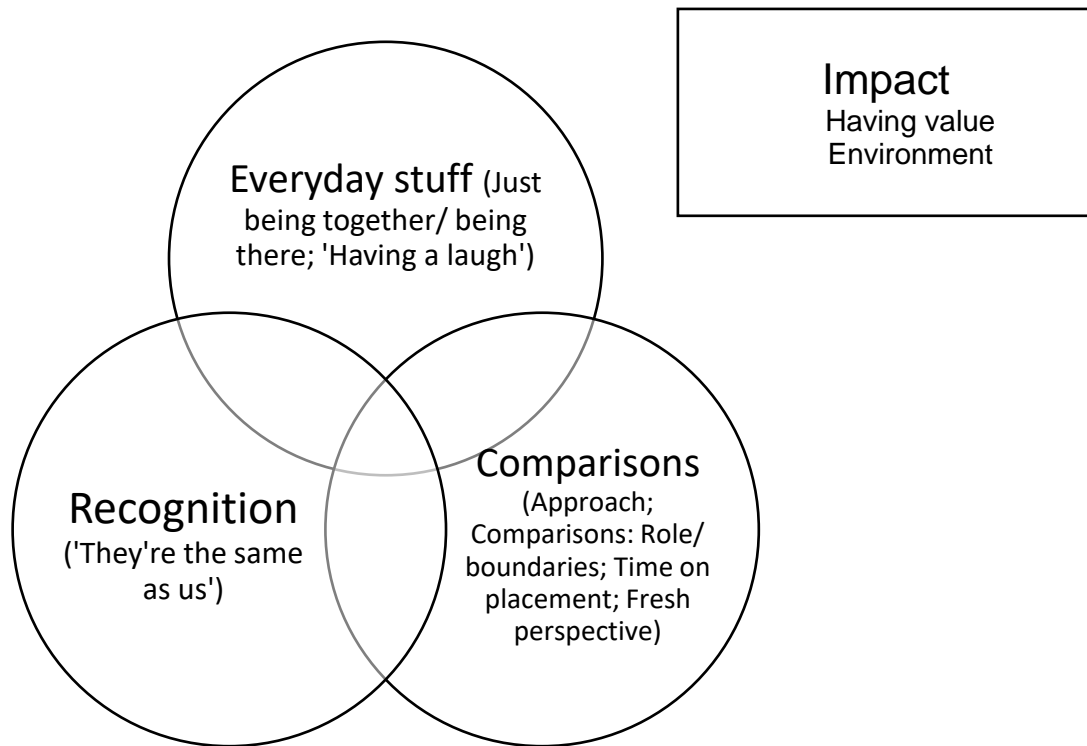 Impact
Having value
Environment
Everyday stuff (Just
being together/ being
there; 'Having a laugh')
Recognition
('They're the same
as us')
Comparisons
(Approach;
Comparisons: Role/
boundaries; Time on
placement; Fresh
perspective)